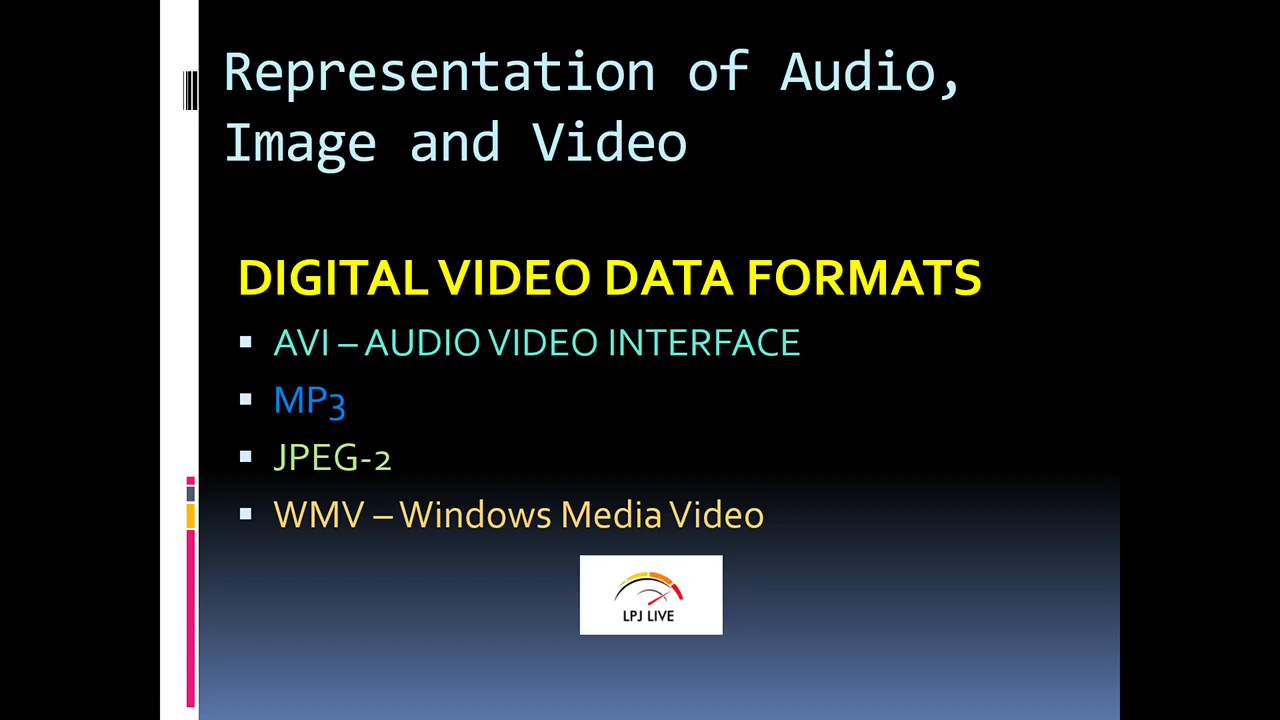 Representation of Audio,
Image and Video
DIGITAL VIDEO DATA FORMATS
AVI – AUDIO VIDEO INTERFACE
MP3
JPEG-2
WMV – Windows Media Video
LPJ LIVE